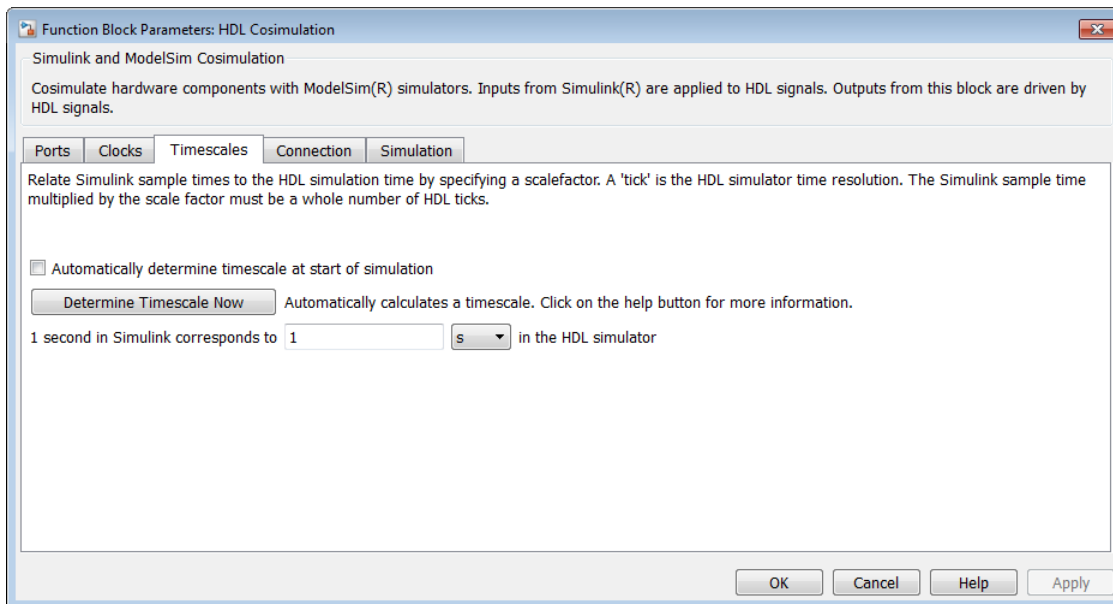 Function Block Parameters: HDL Cosimulation
Simulink and ModelSim Cosimulation
Cosimulate hardware components with ModelSim(R) simulators. Inputs from Simulink(R) are applied to HDL signals. Outputs from this block are driven by
HDL signals.
Ports Clocks Timescales Connection Simulation
Relate Simulink sample times to the HDL simulation time by specifying a scalefactor. A 'tick' is the HDL simulator time resolution. The Simulink sample time
multiplied by the scale factor must be a whole number of HDL ticks.
Automatically determine timescale at start of simulation
Determine Timescale Now Automatically calculates a timescale. Click on the help button for more information.
1 second in Simulink corresponds to 1 s in the HDL simulator
OK Cancel Help Apply